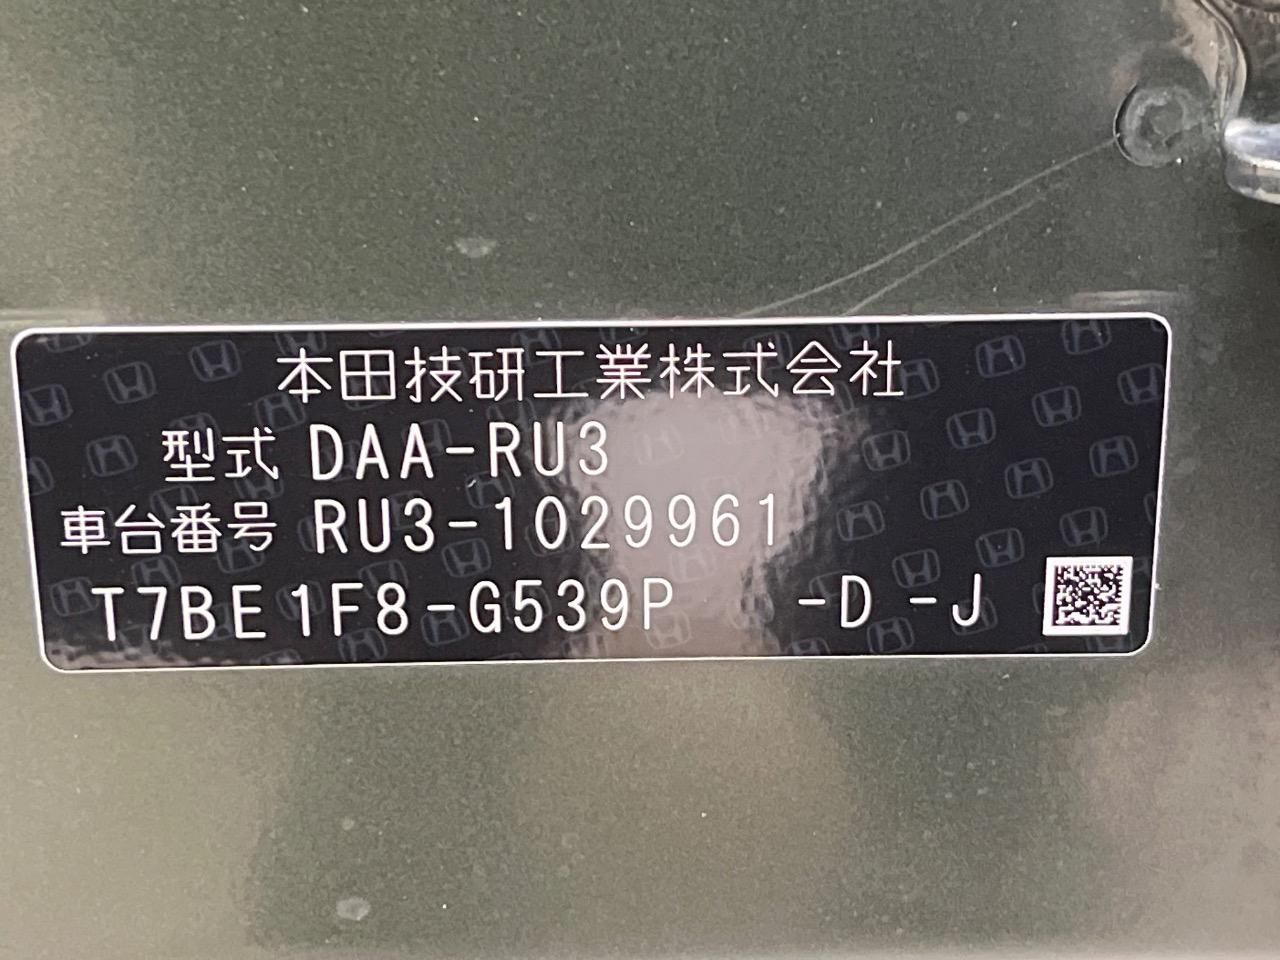 本田技研工業株式会社
型式 DAA-RU3
車台番号 RU3-1029961
T7BE1F8-G539P -D -J